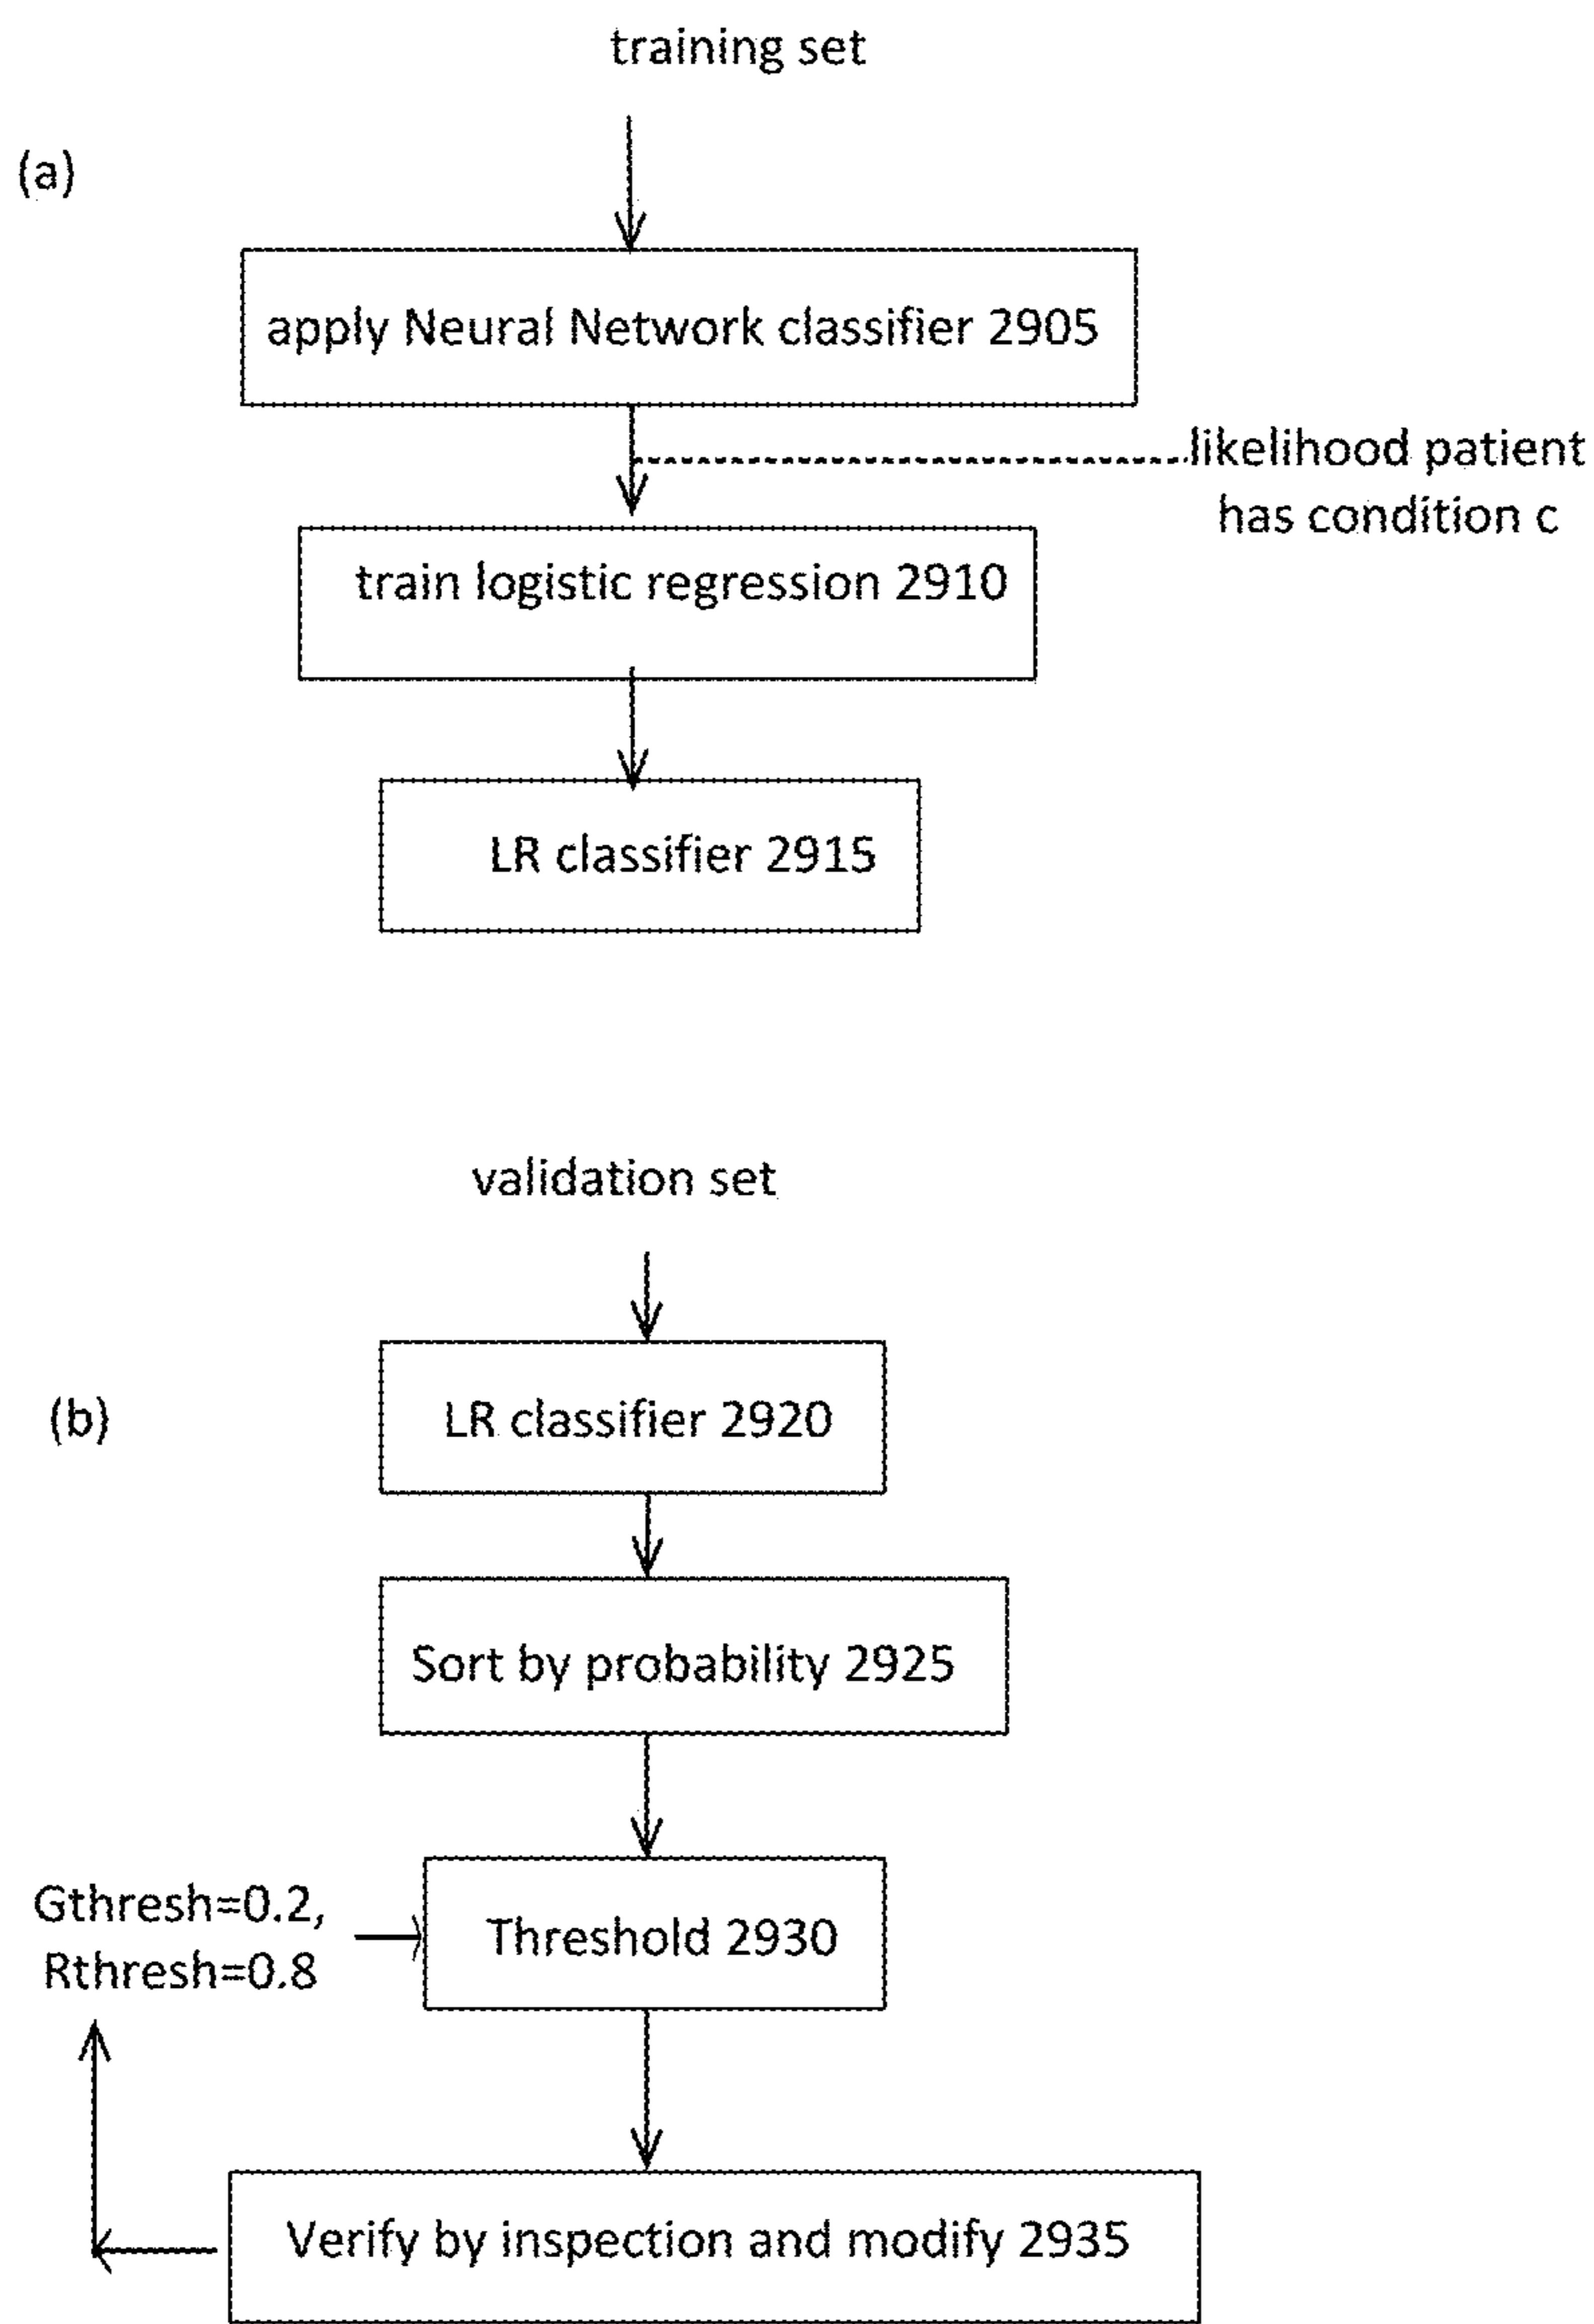 training set
(a)
apply Neural Network classifier 2905
likelihood patient
has condition c
train logistic regression 2910
LR classifier 2915
validation set
(b)
LR classifier 2920
Sort by probability 2925
Gthresh=0.2,
Rthresh=0.8
Threshold 2930
Verify by inspection and modify 2935